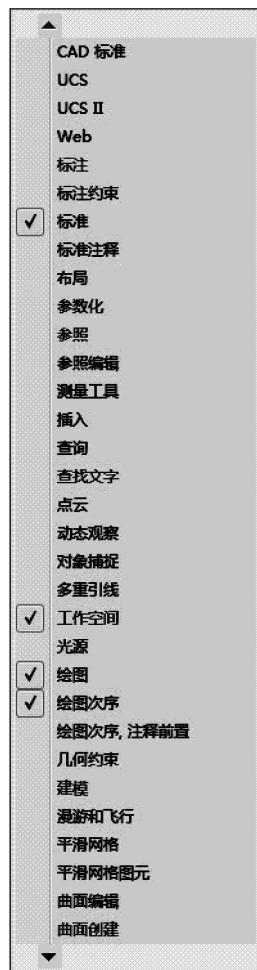 CAD 标准
UCS
UCS II
Web
标注
标注约束
标准
标准注释
布局
参数化
参照
参照编辑
测量工具
插入
查询
查找文字
点云
动态观察
对象捕捉
多重引线
工作空间
光源
绘图
绘图次序
绘图次序, 注释前置
几何约束
建模
漫游和飞行
平滑网格
平滑网格图元
曲面编辑
曲面创建